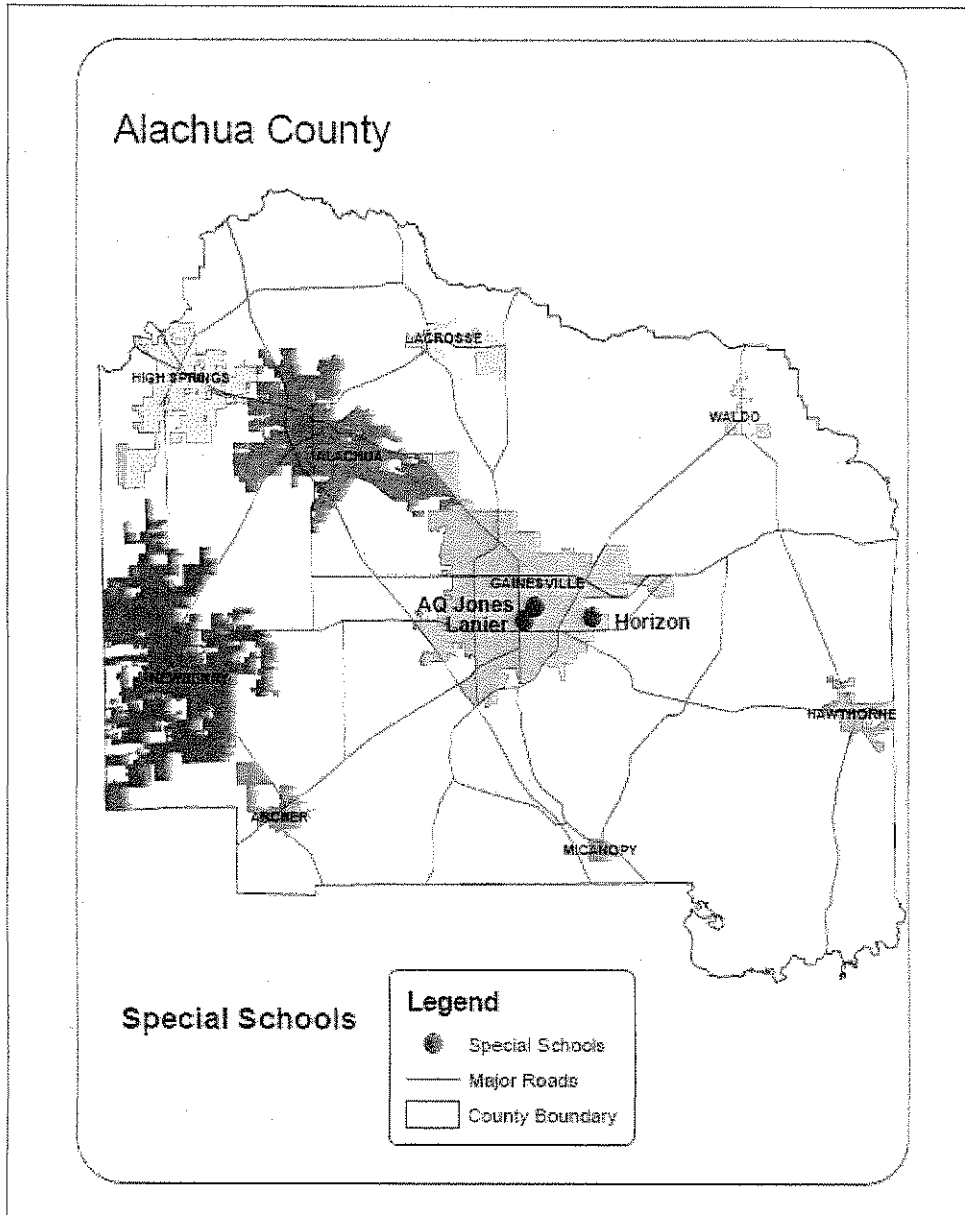 Alachua County
LACROSSE
HIGH SPRINGS
WALDO
ALACHUA
GAINESVILLE
AQ Jones
Lanier
Horizon
NEWBERRY
HAWTHORNE
ARCHER
MICANOPY
Special Schools
Legend
Special Schools
Major Roads
County Boundary